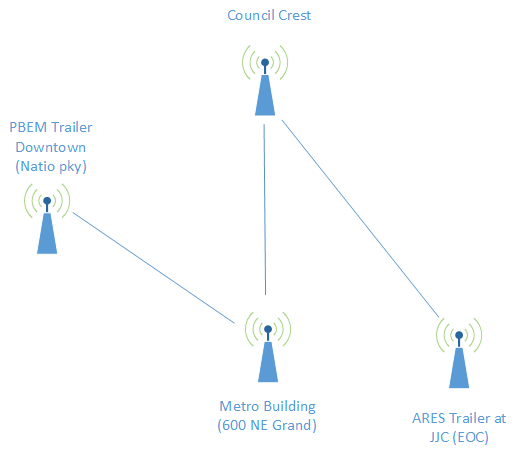 Council Crest
PBEM Trailer
Downtown
(Natio pky)
Metro Building
(600 NE Grand)
ARES Trailer at
JJC (EOC)